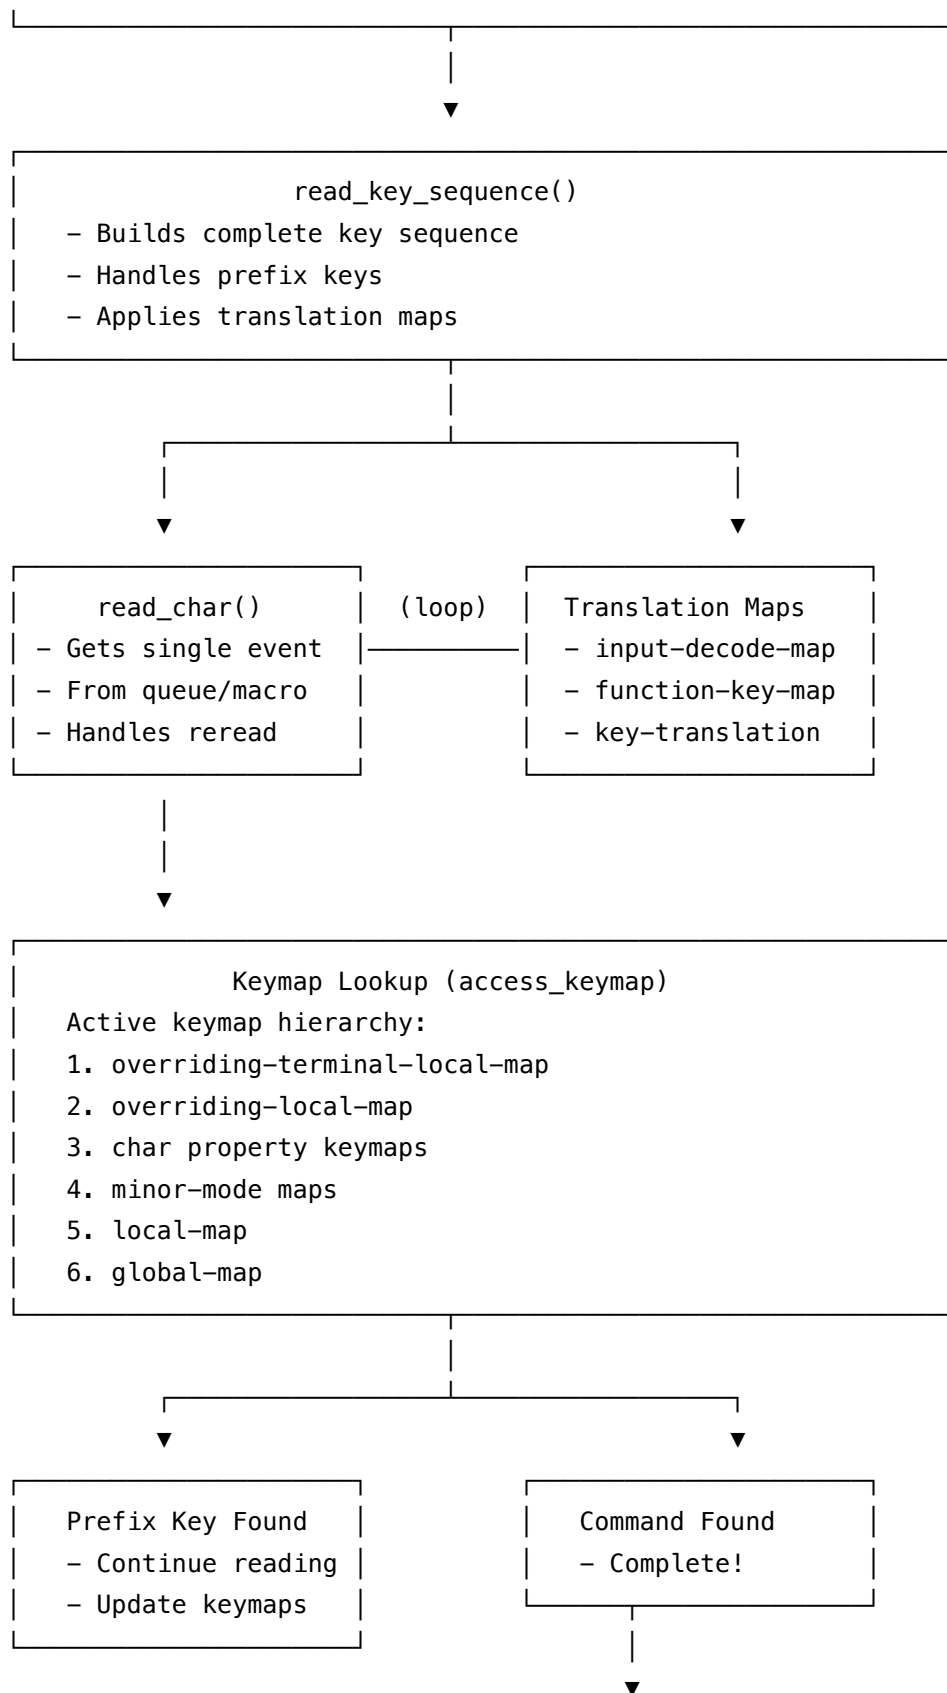 read_key_sequence()
- Builds complete key sequence
- Handles prefix keys
- Applies translation maps
read_char()
- Gets single event
- From queue/macro
- Handles reread
(loop)
Translation Maps
- input-decode-map
- function-key-map
- key-translation
Keymap Lookup (access_keymap)
Active keymap hierarchy:
1. overriding-terminal-local-map
2. overriding-local-map
3. char property keymaps
4. minor-mode maps
5. local-map
6. global-map
Prefix Key Found
- Continue reading
- Update keymaps
Command Found
- Complete!